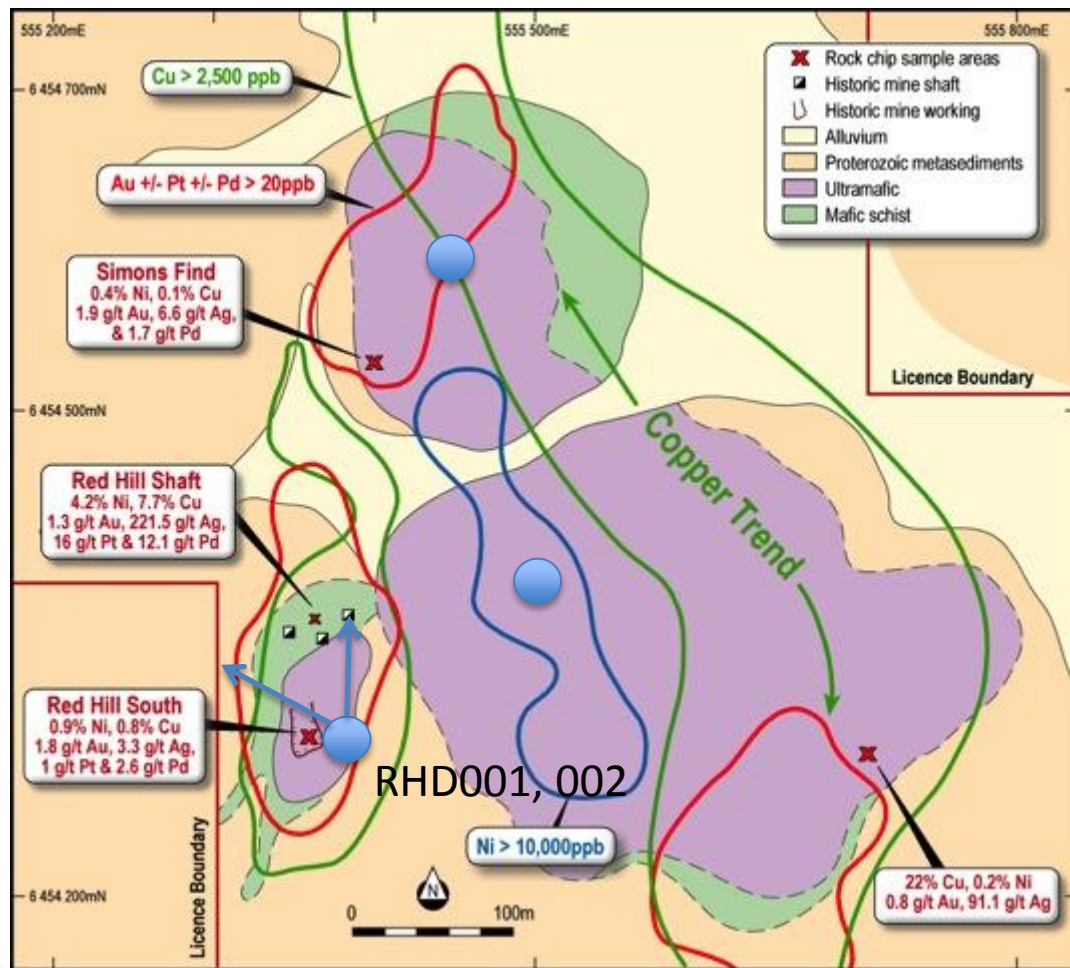 555 200mE
555 500mE
555 800mE
Cu > 2,500 ppb
6 454 700mN
Rock chip sample areas
Historic mine shaft
Historic mine working
Alluvium
Proterozoic metasediments
Ultramafic
Mafic schist
Au +/- Pt +/- Pd > 20ppb
Simons Find
0.4% Ni, 0.1% Cu
1.9 g/t Au, 6.6 g/t Ag,
& 1.7 g/t Pd
Licence Boundary
6 454 500mN
Copper Trend
Red Hill Shaft
4.2% Ni, 7.7% Cu
1.3 g/t Au, 221.5 g/t Ag,
16 g/t Pt & 12.1 g/t Pd
Red Hill South
0.9% Ni, 0.8% Cu
1.8 g/t Au, 3.3 g/t Ag,
1 g/t Pt & 2.6 g/t Pd
RHD001, 002
Ni > 10,000ppb
Licence Boundary
22% Cu, 0.2% Ni
0.8 g/t Au, 91.1 g/t Ag
6 454 200mN
N
0
100m